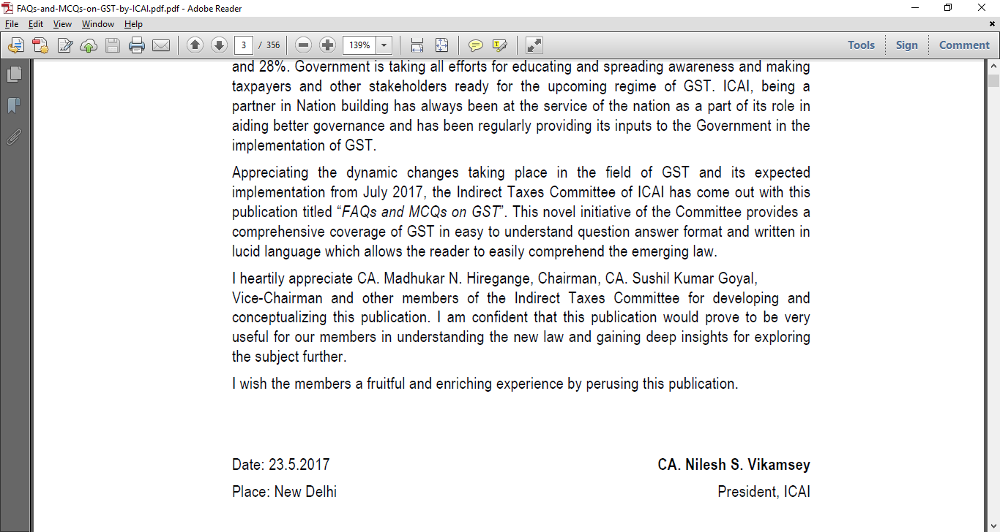 FAQs-and-MCQs-on-GST-by-ICAI.pdf.pdf - Adobe Reader
File Edit View Window Help
3 / 356 139% Tools Sign Comment
and 28%. Government is taking all efforts for educating and spreading awareness and making
taxpayers and other stakeholders ready for the upcoming regime of GST. ICAI, being a
partner in Nation building has always been at the service of the nation as a part of its role in
aiding better governance and has been regularly providing its inputs to the Government in the
implementation of GST.
Appreciating the dynamic changes taking place in the field of GST and its expected
implementation from July 2017, the Indirect Taxes Committee of ICAI has come out with this
publication titled “FAQs and MCQs on GST”. This novel initiative of the Committee provides a
comprehensive coverage of GST in easy to understand question answer format and written in
lucid language which allows the reader to easily comprehend the emerging law.
I heartily appreciate CA. Madhukar N. Hiregange, Chairman, CA. Sushil Kumar Goyal,
Vice-Chairman and other members of the Indirect Taxes Committee for developing and
conceptualizing this publication. I am confident that this publication would prove to be very
useful for our members in understanding the new law and gaining deep insights for exploring
the subject further.
I wish the members a fruitful and enriching experience by perusing this publication.
Date: 23.5.2017 CA. Nilesh S. Vikamsey
Place: New Delhi President, ICAI